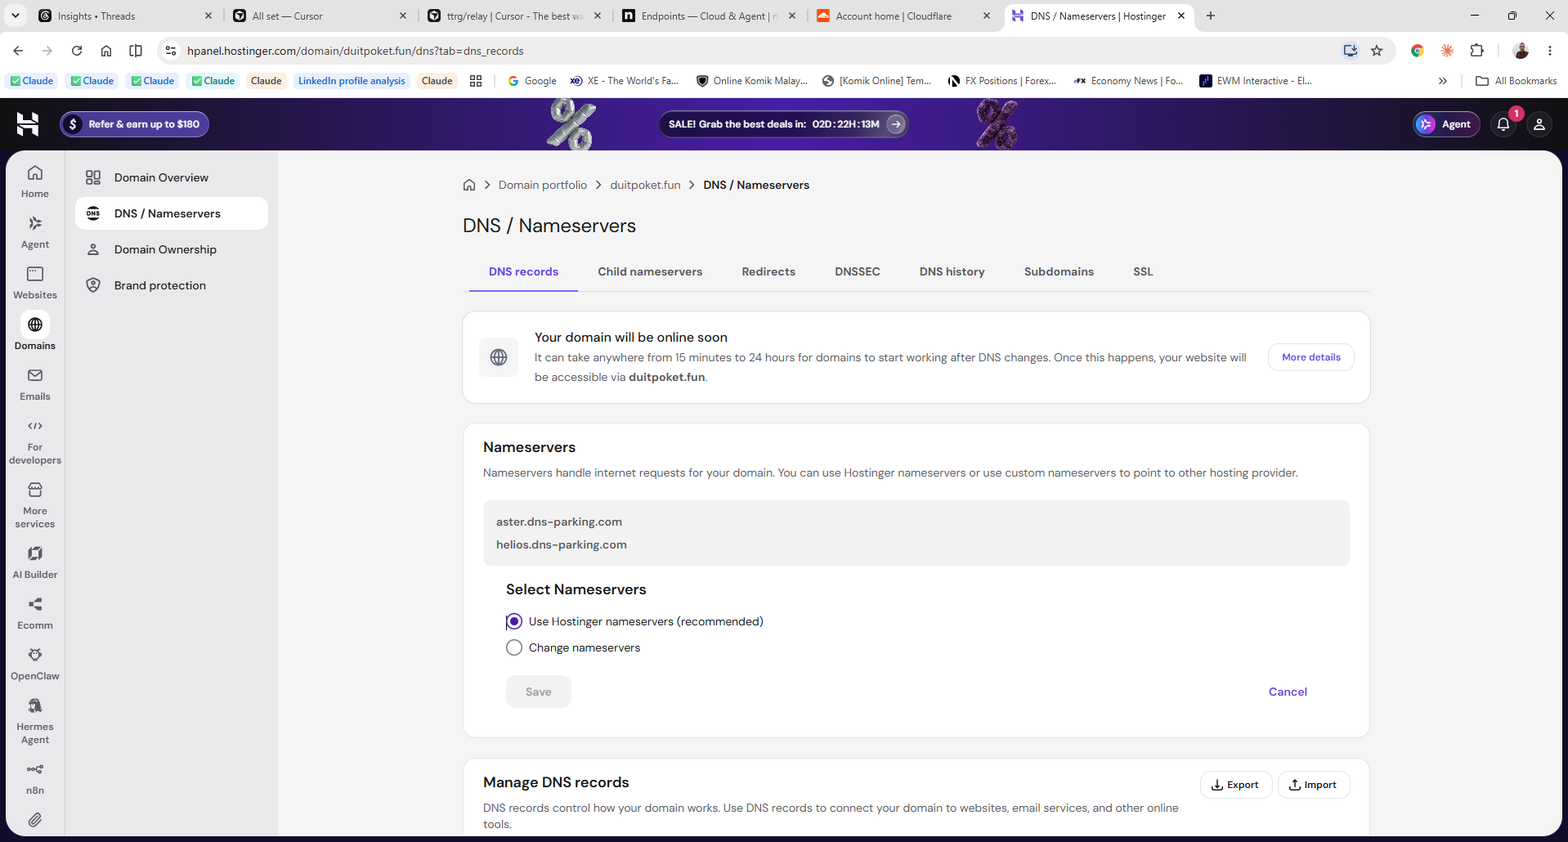 Insights • Threads
All set — Cursor
ttrg/relay | Cursor - The best wa
Endpoints — Cloud & Agent | n
Account home | Cloudflare
DNS / Nameservers | Hostinger
hpanel.hostinger.com/domain/duitpoket.fun/dns?tab=dns_records
Claude
Claude
Claude
Claude
Claude
LinkedIn profile analysis
Claude
Google
XE - The World's Fa...
Online Komik Malay...
[Komik Online] Tem...
FX Positions | Forex...
Economy News | Fo...
EWM Interactive - El...
All Bookmarks
Refer & earn up to $180
SALE! Grab the best deals in: 02D : 22H : 13M
Agent
1
Home
Agent
Websites
Domains
Emails
For
developers
More
services
AI Builder
Ecomm
OpenClaw
Hermes
Agent
n8n
Domain Overview
DNS
DNS / Nameservers
Domain Ownership
Brand protection
Domain portfolio
duitpoket.fun
DNS / Nameservers
DNS / Nameservers
DNS records
Child nameservers
Redirects
DNSSEC
DNS history
Subdomains
SSL
Your domain will be online soon
It can take anywhere from 15 minutes to 24 hours for domains to start working after DNS changes. Once this happens, your website will
be accessible via duitpoket.fun.
More details
Nameservers
Nameservers handle internet requests for your domain. You can use Hostinger nameservers or use custom nameservers to point to other hosting provider.
aster.dns-parking.com
helios.dns-parking.com
Select Nameservers
Use Hostinger nameservers (recommended)
Change nameservers
Save
Cancel
Manage DNS records
Export
Import
DNS records control how your domain works. Use DNS records to connect your domain to websites, email services, and other online
tools.